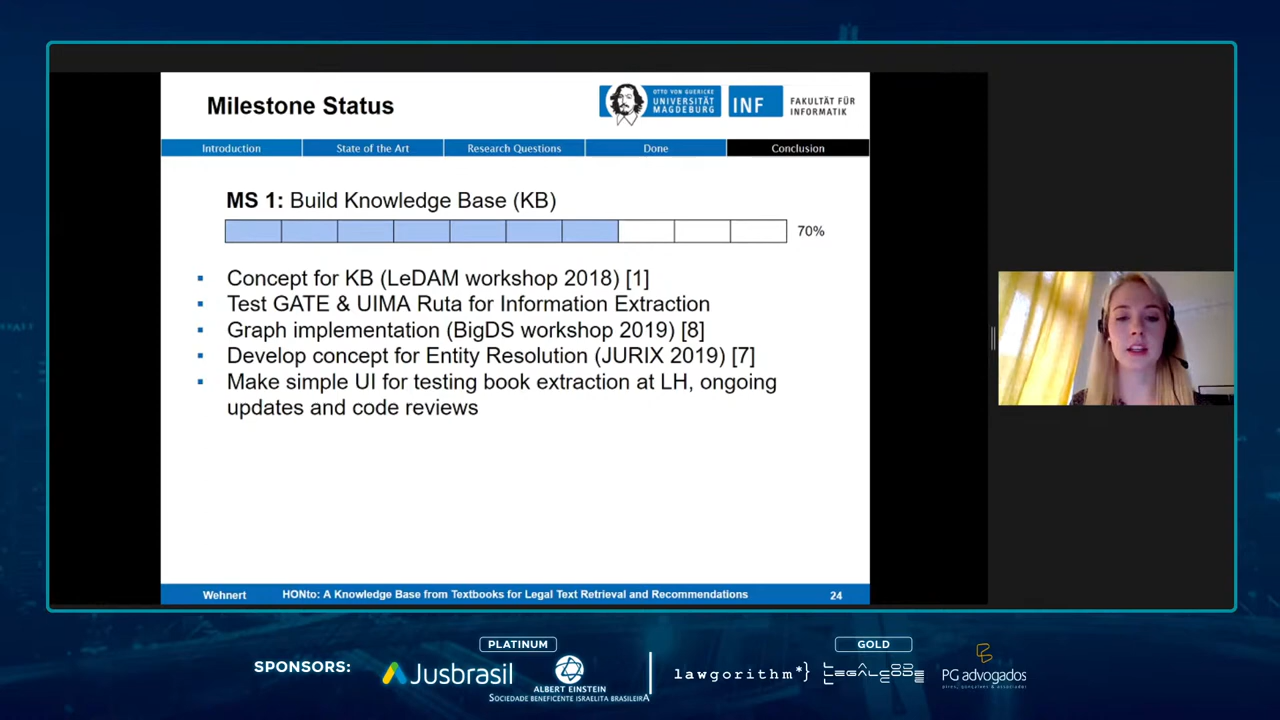 Milestone Status
OTTO VON GUERICKE
UNIVERSITÄT
MAGDEBURG
INF
FAKULTÄT FÜR
INFORMATIK
Introduction
State of the Art
Research Questions
Done
Conclusion
MS 1: Build Knowledge Base (KB)
70%
▪ Concept for KB (LeDAM workshop 2018) [1]
▪ Test GATE & UIMA Ruta for Information Extraction
▪ Graph implementation (BigDS workshop 2019) [8]
▪ Develop concept for Entity Resolution (JURIX 2019) [7]
▪ Make simple UI for testing book extraction at LH, ongoing
updates and code reviews
Wehnert
HONto: A Knowledge Base from Textbooks for Legal Text Retrieval and Recommendations
24
PLATINUM
GOLD
SPONSORS:
Jusbrasil
ALBERT EINSTEIN
SOCIEDADE BENEFICENTE ISRAELITA BRASILEIRA
lawgorithm*}
LEGALCODE
PG advogados